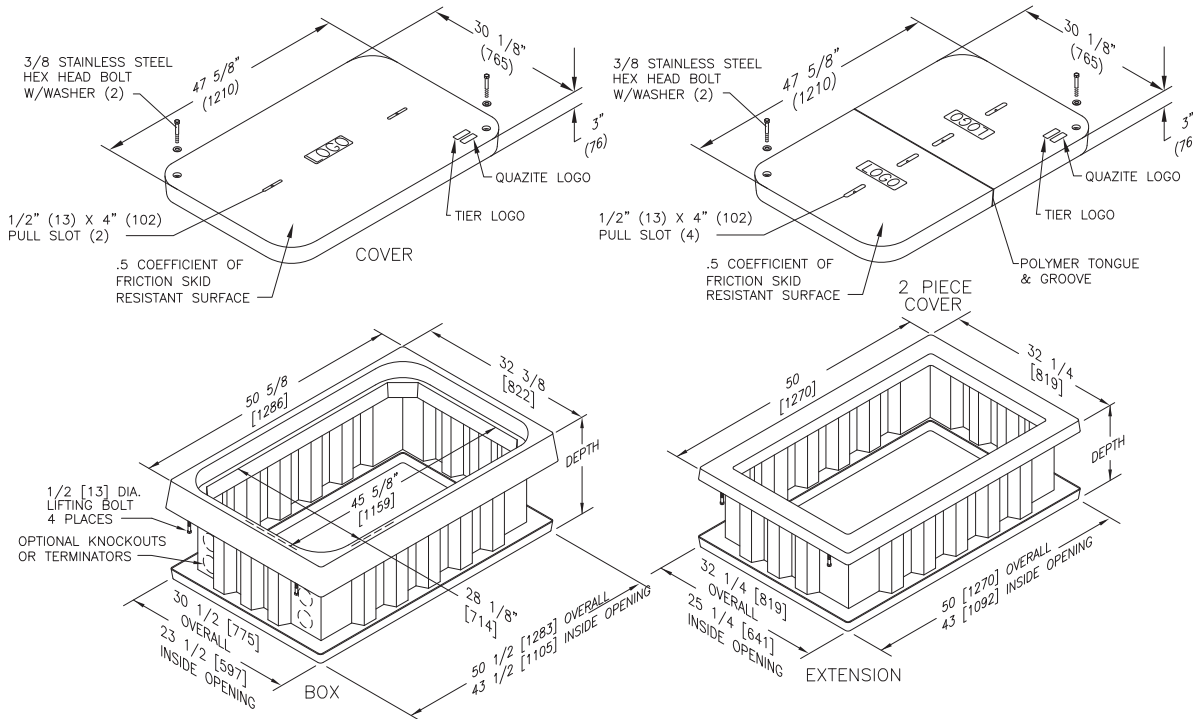 3/8 STAINLESS STEEL
HEX HEAD BOLT
W/WASHER (2)
47 5/8"
(1210)
30 1/8"
(765)
3"
(76)
LOGO
QUAZITE LOGO
TIER LOGO
1/2" (13) X 4" (102)
PULL SLOT (2)
.5 COEFFICIENT OF
FRICTION SKID
RESISTANT SURFACE
COVER
3/8 STAINLESS STEEL
HEX HEAD BOLT
W/WASHER (2)
47 5/8"
(1210)
30 1/8"
(765)
3"
(76)
LOGO
LOGO
QUAZITE LOGO
TIER LOGO
1/2" (13) X 4" (102)
PULL SLOT (4)
.5 COEFFICIENT OF
FRICTION SKID
RESISTANT SURFACE
POLYMER TONGUE
& GROOVE
2 PIECE
COVER
50 5/8
[1286]
32 3/8
[822]
DEPTH
45 5/8"
[1159]
1/2 [13] DIA.
LIFTING BOLT
4 PLACES
OPTIONAL KNOCKOUTS
OR TERMINATORS
28 1/8"
[714]
30 1/2 [775]
OVERALL
23 1/2 [597]
INSIDE OPENING
50 1/2 [1283] OVERALL
43 1/2 [1105] INSIDE OPENING
BOX
50
[1270]
32 1/4
[819]
DEPTH
32 1/4 [819]
OVERALL
25 1/4 [641]
INSIDE OPENING
50 [1270] OVERALL
43 [1092] INSIDE OPENING
EXTENSION